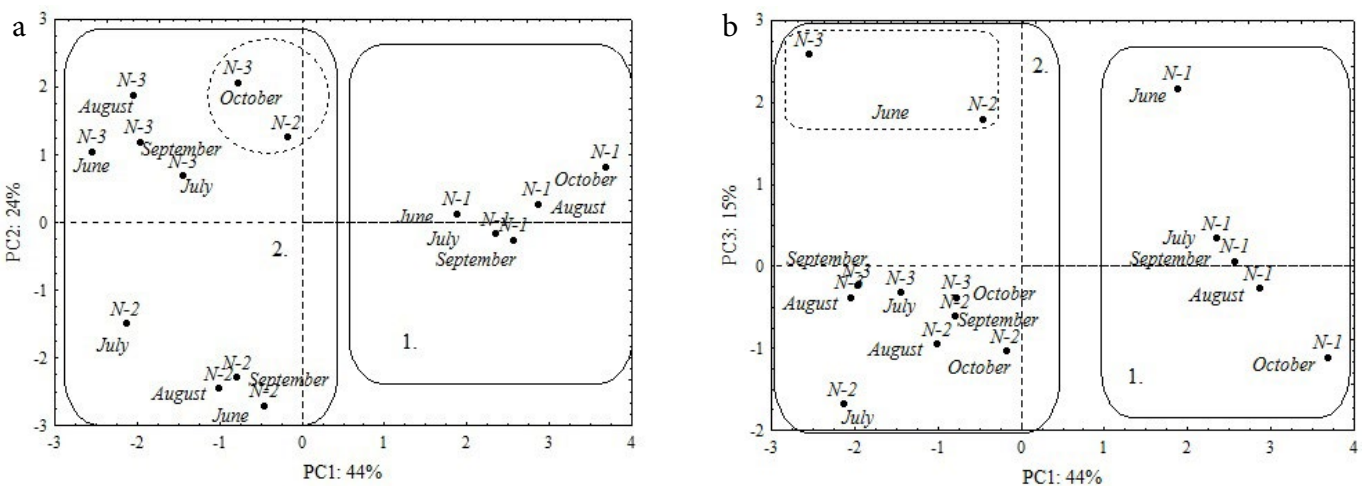 a
3
2
1
0
-1
-2
-3
PC2: 24%
-3 -2 -1 0 1 2 3 4
PC1: 44%
N-3
August
N-3
October
N-2
N-3
June
N-3
September
N-3
July
2.
N-2
July
N-2
August
N-2
September
N-2
June
N-1
October
N-1
August
N-1
June
N-1
July
N-1
September
1.
b
3
2
1
0
-1
-2
PC3: 15%
-3 -2 -1 0 1 2 3 4
PC1: 44%
N-3
N-2
June
2.
N-1
June
September
N-3
N-3
August
N-3
July
N-3
October
N-2
September
N-2
August
N-2
October
N-2
July
N-1
July
N-1
September
N-1
August
N-1
October
1.